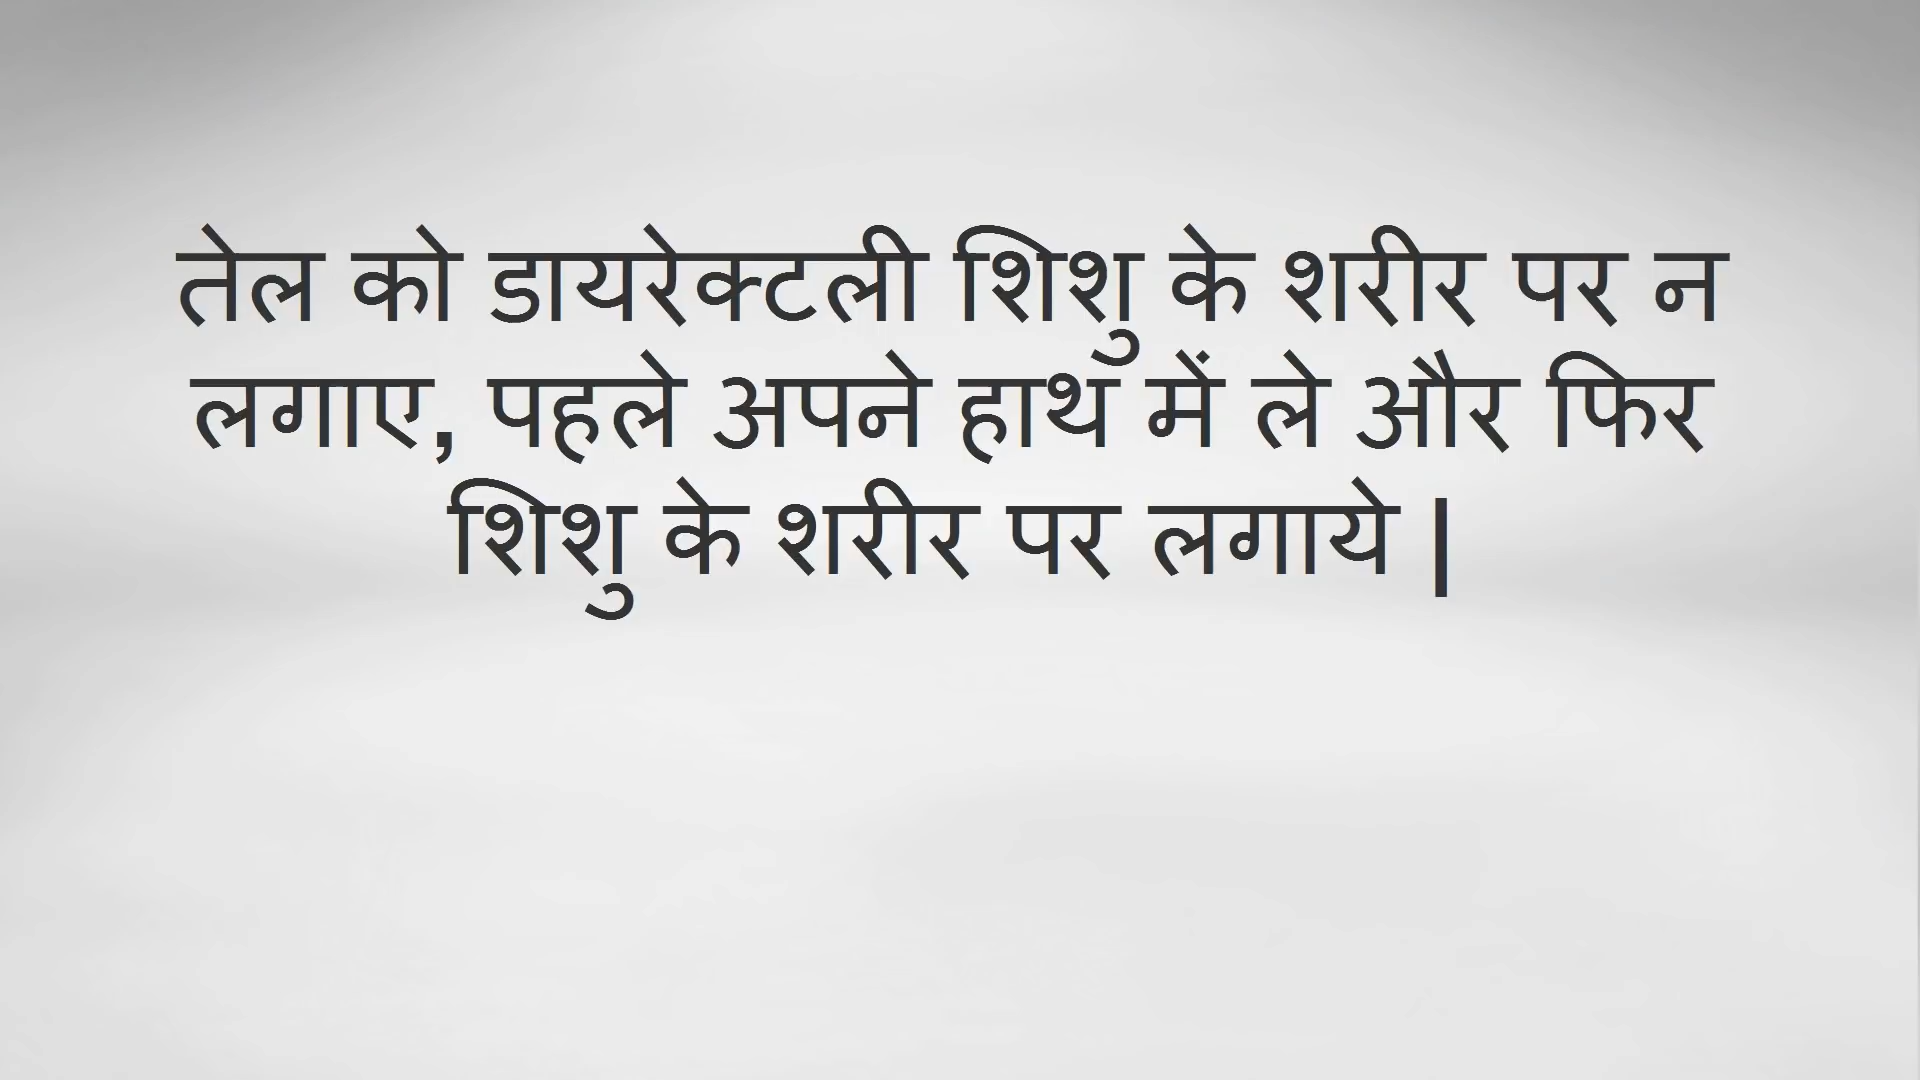 तेल को डायरेक्टली शिशु के शरीर पर न
लगाए, पहले अपने हाथ में ले और फिर
शिशु के शरीर पर लगाये |